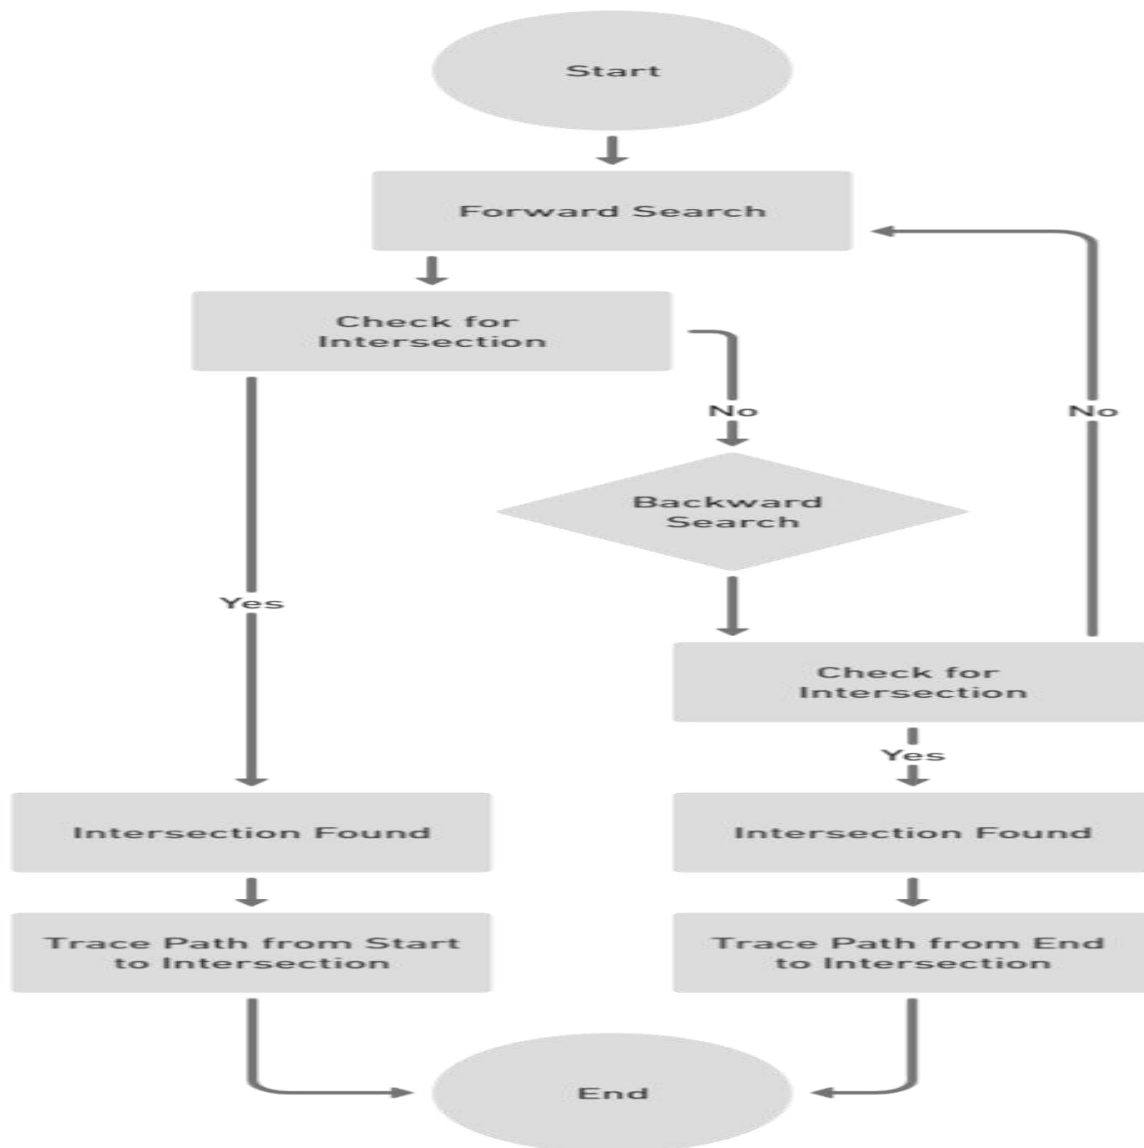 Start
Forward Search
Check for
Intersection
No
No
Backward
Search
Yes
Check for
Intersection
Yes
Intersection Found
Intersection Found
Trace Path from Start
to Intersection
Trace Path from End
to Intersection
End